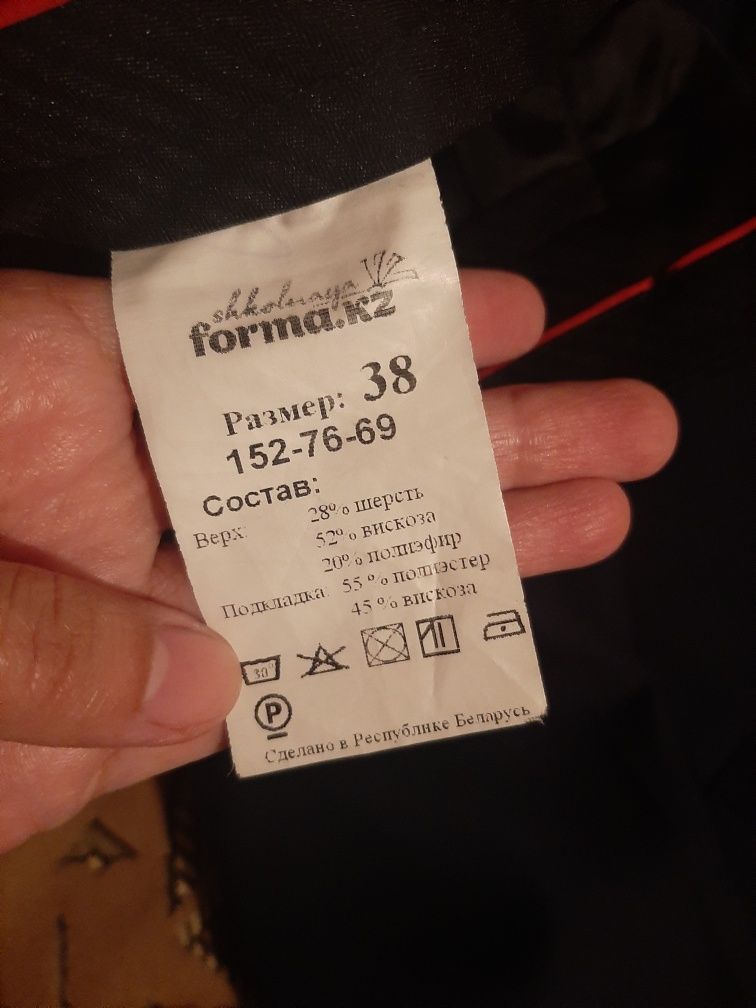 shkolnaya
forma.kz
Размер: 38
152-76-69
Состав:
Верх: 28% шерсть
52% вискоза
20% полиэфир
Подкладка: 55 % полиэстер
45 % вискоза
30°
P
Сделано в Республике Беларусь